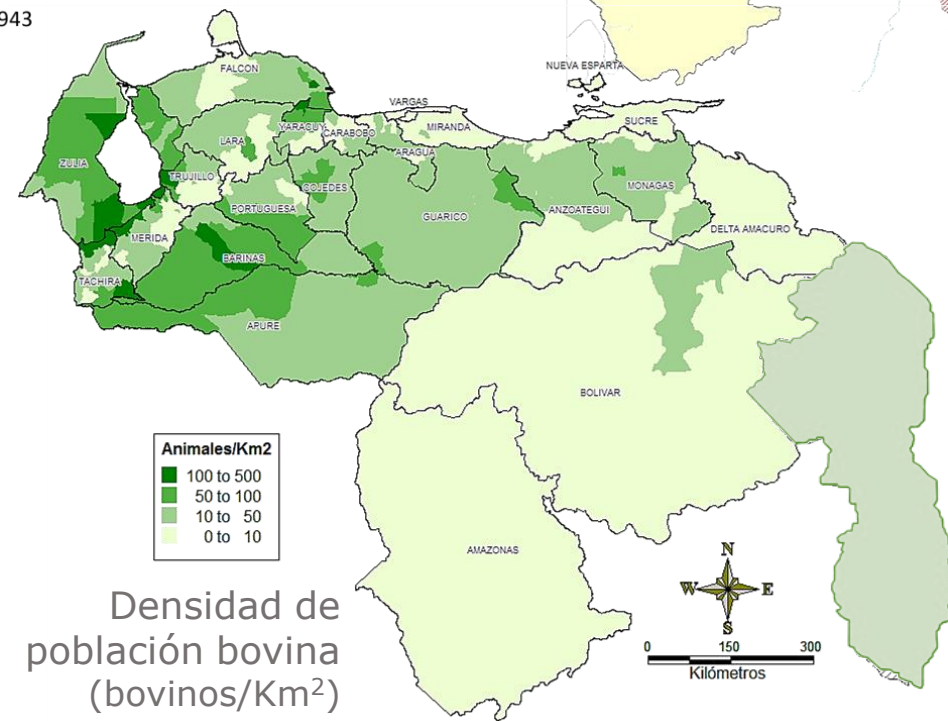 943
FALCON
NUEVA ESPARTA
VARGAS
MIRANDA
SUCRE
YARACUY
CARABOBO
LARA
ARAGUA
ZULIA
TRUJILLO
COJEDES
MONAGAS
PORTUGUESA
GUARICO
ANZOATEGUI
DELTA AMACURO
MERIDA
BARINAS
TACHIRA
APURE
BOLIVAR
AMAZONAS
Animales/Km2
100 to 500
50 to 100
10 to 50
0 to 10
N
W E
S
0 150 300
Kilómetros
Densidad de
población bovina
(bovinos/Km²)